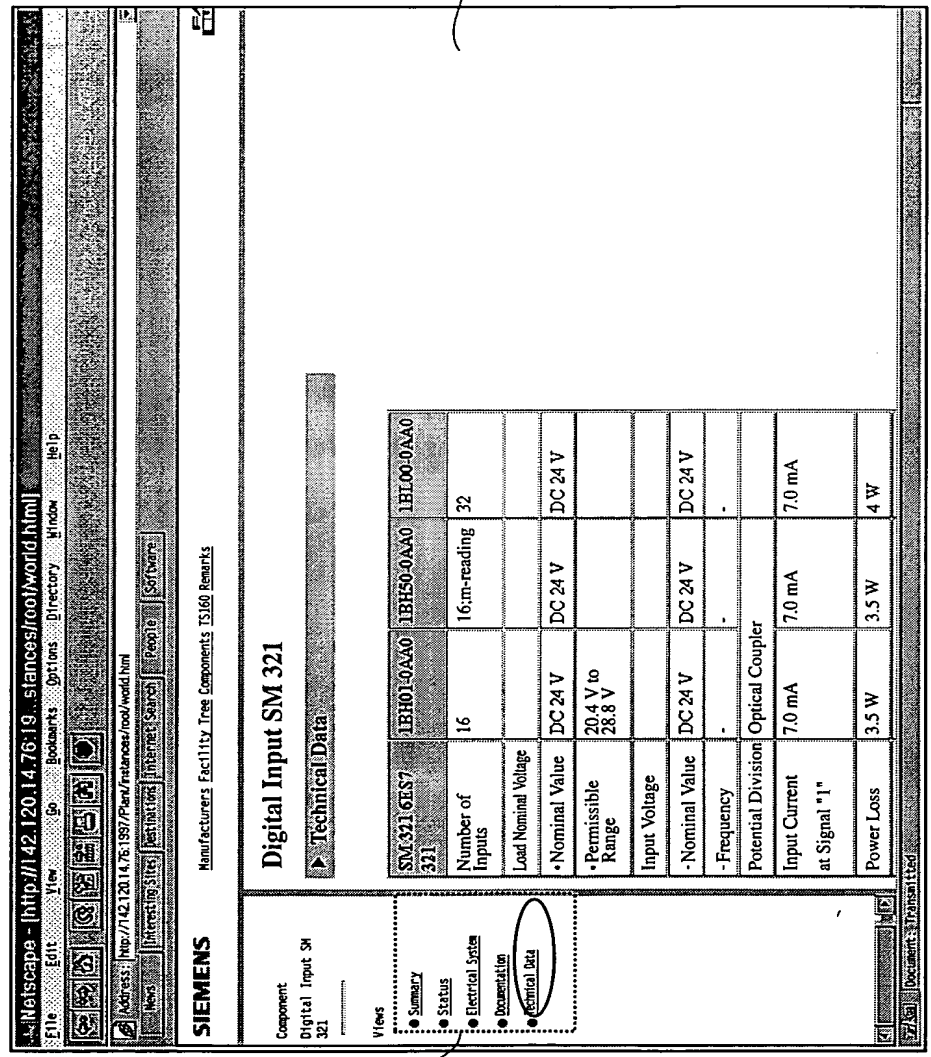 Netscape - [http://142.120.14.76:19...stances/root/world.html]
File Edit View Go Bookmarks Options Directory Window Help
Address: http://142.120.14.76:1997/Plant/instances/root/world.html
News Interesting Sites Destinations Internet Search People Software
SIEMENS
Manufacturers Facility Tree Components TS160 Remarks
Component
Digital Input SM
321
Views
Summary
Status
Electrical System
Documentation
Technical Data
Digital Input SM 321
Technical Data
SM 321 6ES7 321 1BH01-0AA0 1BH50-0AA0 1BL00-0AA0
Number of Inputs 16 16:m-reading 32
Load Nominal Voltage
• Nominal Value DC 24 V DC 24 V DC 24 V
• Permissible Range 20.4 V to 28.8 V
Input Voltage
- Nominal Value DC 24 V DC 24 V DC 24 V
- Frequency - - -
Potential Division Optical Coupler
Input Current at Signal "1" 7.0 mA 7.0 mA 7.0 mA
Power Loss 3.5 W 3.5 W 4 W
Document: Transmitted